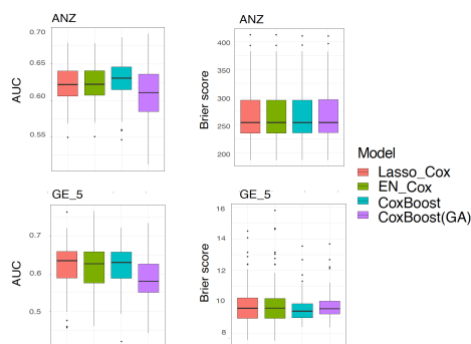 ANZ
AUC
0.70
0.65
0.60
0.55
ANZ
Brier score
400
350
300
250
200
Model
Lasso_Cox
EN_Cox
CoxBoost
CoxBoost(GA)
GE_5
AUC
0.7
0.6
0.5
GE_5
Brier score
16
14
12
10
8